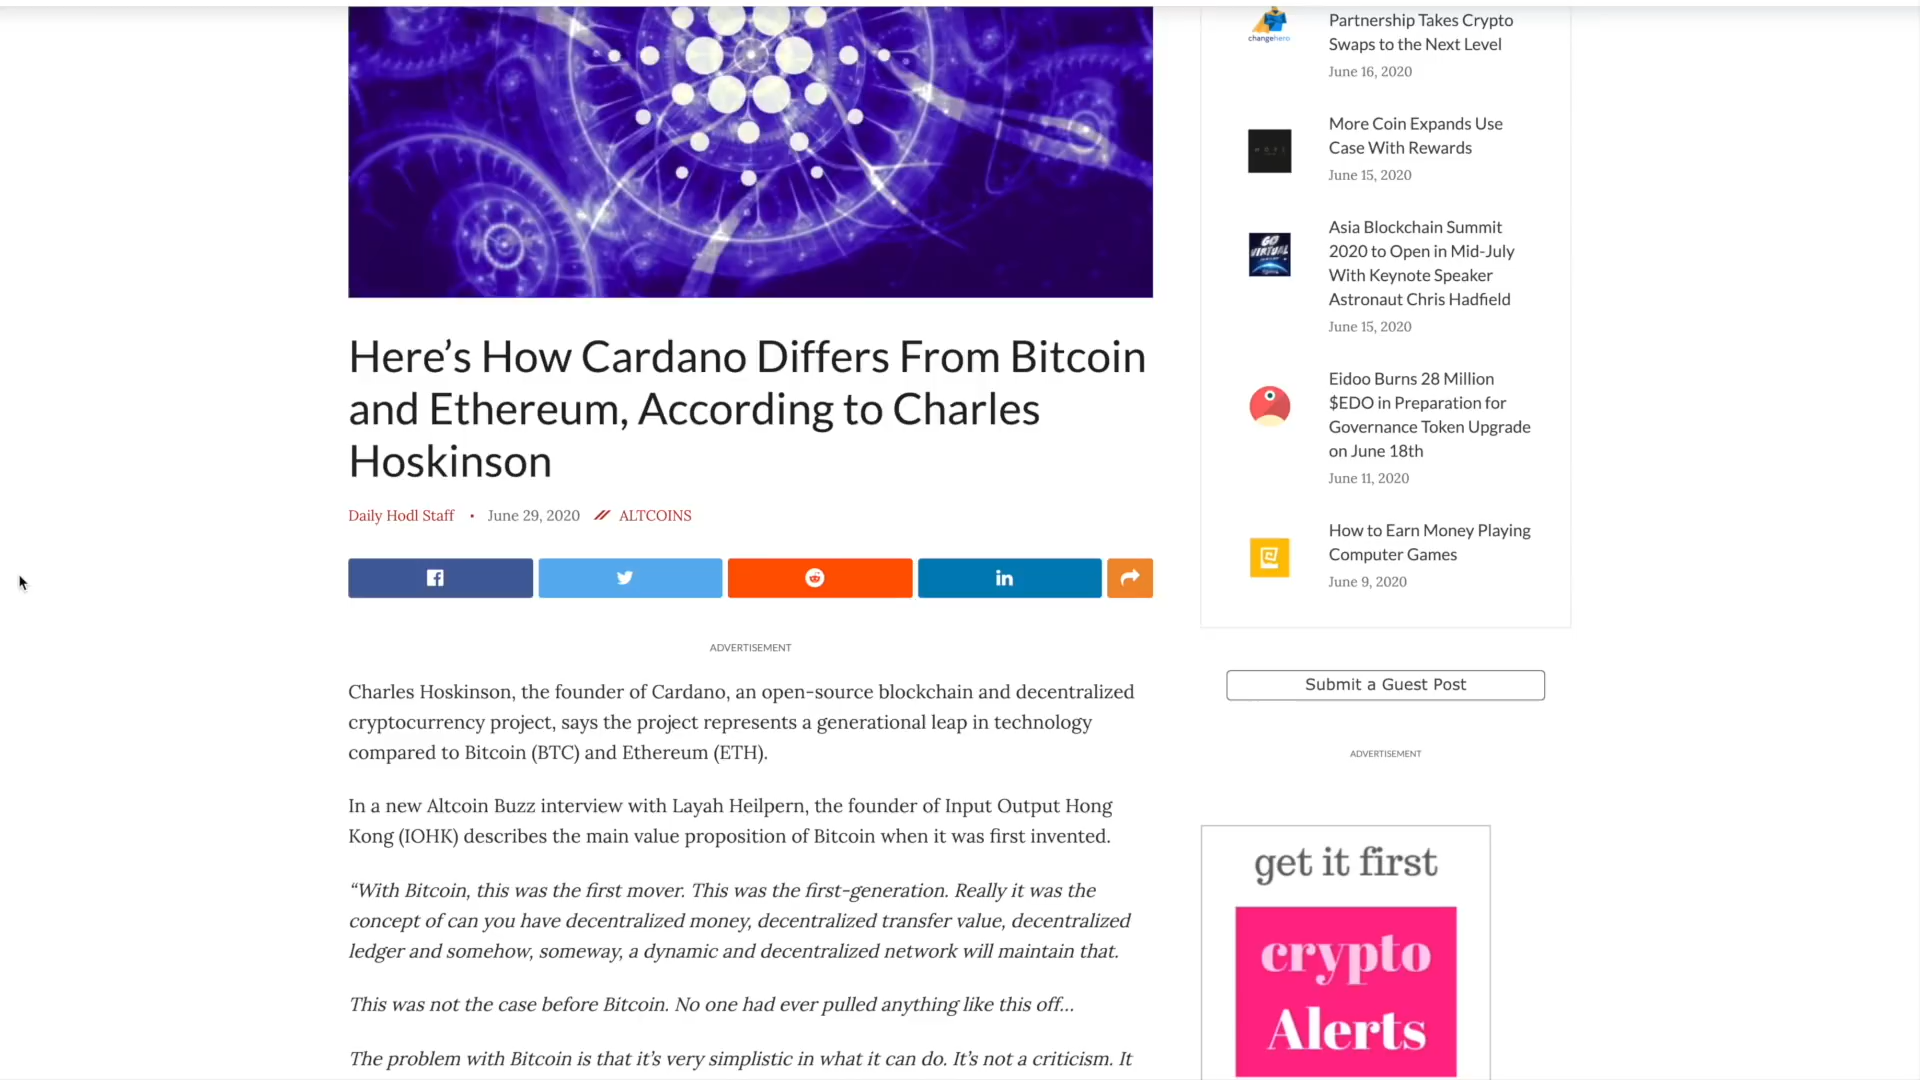 Here’s How Cardano Differs From Bitcoin
and Ethereum, According to Charles
Hoskinson
Daily Hodl Staff • June 29, 2020 // ALTCOINS
ADVERTISEMENT
Charles Hoskinson, the founder of Cardano, an open-source blockchain and decentralized
cryptocurrency project, says the project represents a generational leap in technology
compared to Bitcoin (BTC) and Ethereum (ETH).
In a new Altcoin Buzz interview with Layah Heilpern, the founder of Input Output Hong
Kong (IOHK) describes the main value proposition of Bitcoin when it was first invented.
“With Bitcoin, this was the first mover. This was the first-generation. Really it was the
concept of can you have decentralized money, decentralized transfer value, decentralized
ledger and somehow, someway, a dynamic and decentralized network will maintain that.
This was not the case before Bitcoin. No one had ever pulled anything like this off…
The problem with Bitcoin is that it’s very simplistic in what it can do. It’s not a criticism. It
changehero
Partnership Takes Crypto
Swaps to the Next Level
June 16, 2020
More Coin Expands Use
Case With Rewards
June 15, 2020
GO
VIRTUAL
Asia Blockchain Summit
2020 to Open in Mid-July
With Keynote Speaker
Astronaut Chris Hadfield
June 15, 2020
Eidoo Burns 28 Million
$EDO in Preparation for
Governance Token Upgrade
on June 18th
June 11, 2020
How to Earn Money Playing
Computer Games
June 9, 2020
Submit a Guest Post
ADVERTISEMENT
get it first
crypto
Alerts